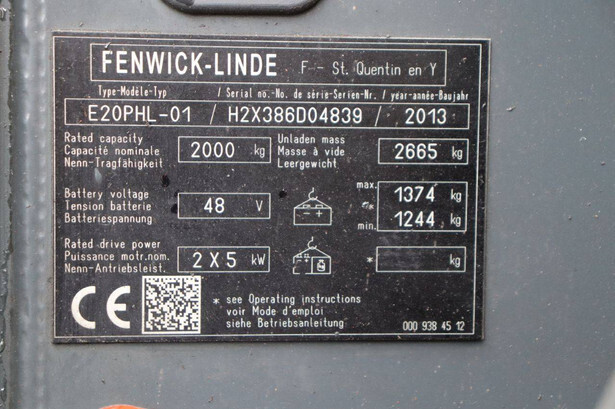 FENWICK-LINDE F - St. Quentin en Y
Type-Modèle-Typ / Serial no.-No. de série-Serien-Nr. / year-année-Baujahr
E20PHL-01 / H2X386D04839 / 2013
Rated capacity
Capacité nominale
Nenn-Tragfähigkeit
2000 kg
Unladen mass
Masse à vide
Leergewicht
2665 kg
Battery voltage
Tension batterie
Batteriespannung
48 V
max. 1374 kg
*
min. 1244 kg
Rated drive power
Puissance motr.nom.
Nenn-Antriebsleist.
2 X 5 kW
* kg
CE
* see Operating instructions
voir Mode d'emploi
siehe Betriebsanleitung
000 938 45 12